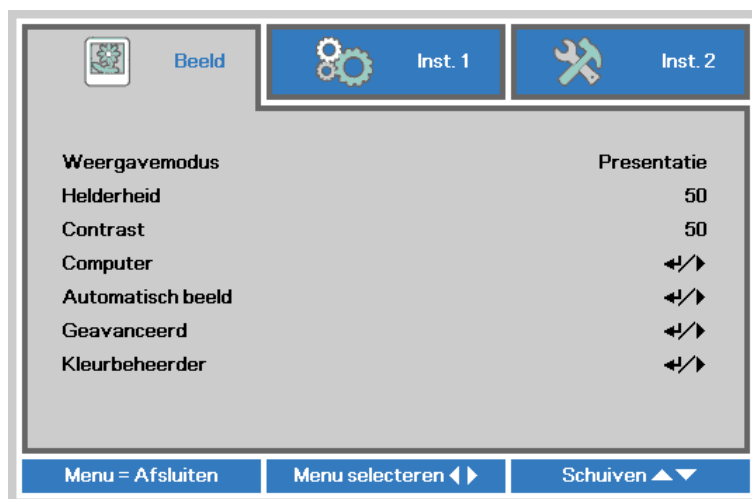 Beeld
Inst. 1
Inst. 2
Weergavemodus Presentatie
Helderheid 50
Contrast 50
Computer ↵/▶
Automatisch beeld ↵/▶
Geavanceerd ↵/▶
Kleurbeheerder ↵/▶
Menu = Afsluiten
Menu selecteren ◀ ▶
Schuiven ▲▼